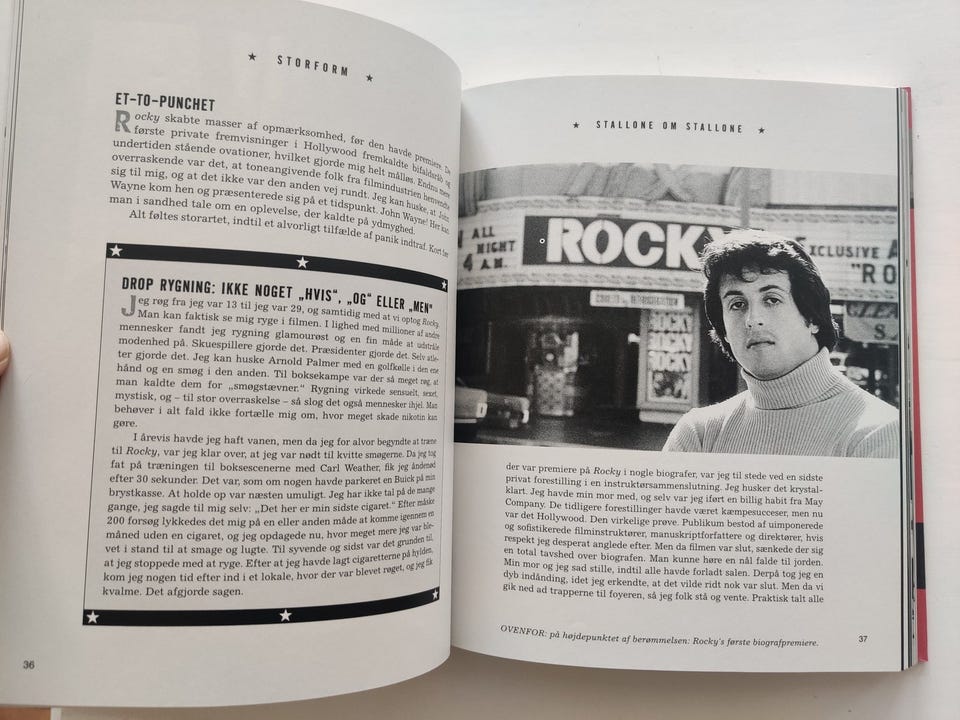 ★ STORFORM ★
ET-TO-PUNCHET
Rocky skabte masser af opmærksomhed, før den havde premiere. De
første private fremvisninger i Hollywood fremkaldte bifaldsråb og
undertiden stående ovationer, hvilket gjorde mig helt målløs. Endnu mere
overraskende var det, at toneangivende folk fra filmindustrien henvendte
sig til mig, og at det ikke var den anden vej rundt. Jeg kan huske, at John
Wayne kom hen og præsenterede sig på et tidspunkt. John Wayne! Her kan
man i sandhed tale om en oplevelse, der kaldte på ydmyghed.
Alt føltes storartet, indtil et alvorligt tilfælde af panik indtraf. Kort før
DROP RYGNING: IKKE NOGET „HVIS“, „OG“ ELLER „MEN“
Jeg røg fra jeg var 13 til jeg var 29, og samtidig med at vi optog Rocky.
Man kan faktisk se mig ryge i filmen. I lighed med millioner af andre
mennesker fandt jeg rygning glamourøst og en fin måde at udstråle
modenhed på. Skuespillere gjorde det. Præsidenter gjorde det. Selv atle-
ter gjorde det. Jeg kan huske Arnold Palmer med en golfkølle i den ene
hånd og en smøg i den anden. Til boksekampe var der så meget røg, at
man kaldte dem for „smøgstævner.“ Rygning virkede sensuelt, sexet,
mystisk, og – til stor overraskelse – så slog det også mennesker ihjel. Man
behøver i alt fald ikke fortælle mig om, hvor meget skade nikotin kan
gøre.
I årevis havde jeg haft vanen, men da jeg for alvor begyndte at træne
til Rocky, var jeg klar over, at jeg var nødt til kvitte smøgerne. Da jeg tog
fat på træningen til boksescenerne med Carl Weather, fik jeg åndenød
efter 30 sekunder. Det var, som om nogen havde parkeret en Buick på min
brystkasse. At holde op var næsten umuligt. Jeg har ikke tal på de mange
gange, jeg sagde til mig selv: „Det her er min sidste cigaret.“ Efter måske
200 forsøg lykkedes det mig på en eller anden måde at komme igennem en
måned uden en cigaret, og jeg opdagede nu, hvor meget mere jeg var ble-
vet i stand til at smage og lugte. Til syvende og sidst var det grunden til,
at jeg stoppede med at ryge. Efter at jeg havde lagt cigaretterne på hylden,
kom jeg nogen tid efter ind i et lokale, hvor der var blevet røget, og jeg fik
kvalme. Det afgjorde sagen.
36
★ STALLONE OM STALLONE ★
ALL
NIGHT
4 A.M.
ROCKY
EXCLUSIVE
"RO
ROCKY
ROCKY
ROCKY
ROCKY
der var premiere på Rocky i nogle biografer, var jeg til stede ved en sidste
privat forestilling i en instruktørsammenslutning. Jeg husker det krystal-
klart. Jeg havde min mor med, og selv var jeg iført en billig habit fra May
Company. De tidligere forestillinger havde været kæmpesucceser, men nu
var det Hollywood. Den virkelige prøve. Publikum bestod af uimponerede
og sofistikerede filminstruktører, manuskriptforfattere og direktører, hvis
respekt jeg desperat anglede efter. Men da filmen var slut, sænkede der sig
en total tavshed over biografen. Man kunne høre en nål falde til jorden.
Min mor og jeg sad stille, indtil alle havde forladt salen. Derpå tog jeg en
dyb indånding, idet jeg erkendte, at det vilde ridt nok var slut. Men da vi
gik ned ad trapperne til foyeren, så jeg folk stå og vente. Praktisk talt alle
OVENFOR: på højdepunktet af berømmelsen: Rocky's første biografpremiere.
37